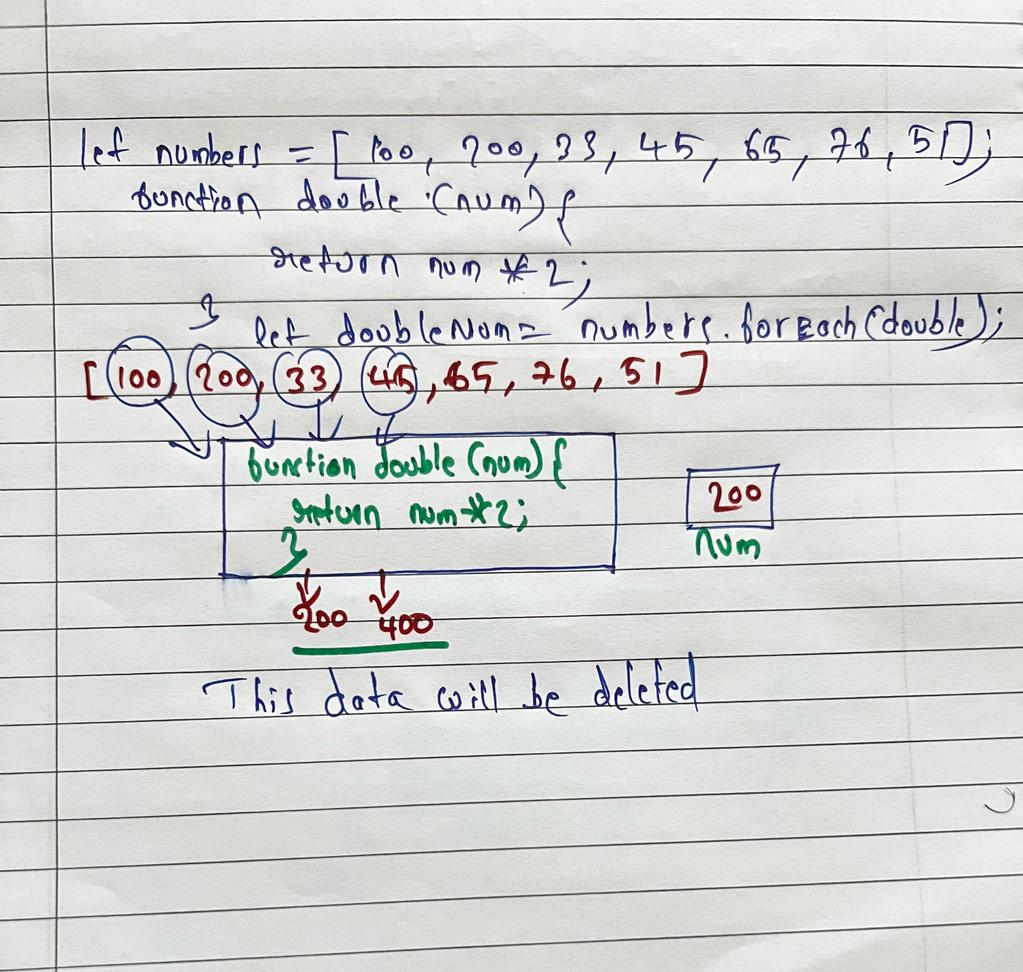 let numbers = [ 100, 200, 33, 45, 65, 76, 51];
function double (num) {
return num * 2;
}
let doubleNum = numbers.forEach(double);
[100, 200, 33, 45, 65, 76, 51]
function double (num) {
return num * 2;
}
200
num
200 400
This data will be deleted